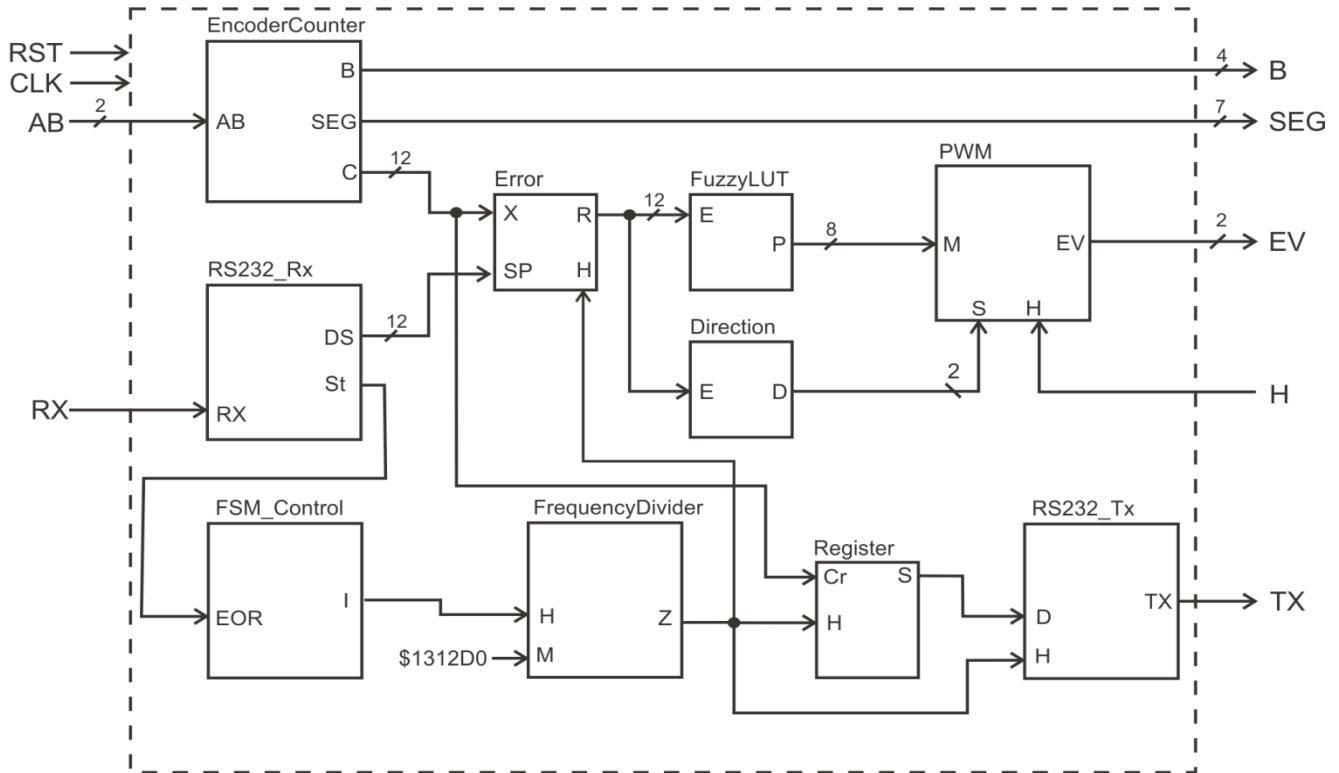 EncoderCounter
RST
CLK
AB
2
AB
B
SEG
C
12
4
B
7
SEG
Error
X
R
SP
H
12
FuzzyLUT
E
P
8
PWM
M
EV
S
H
2
EV
RS232_Rx
DS
12
St
RX
RX
Direction
E
D
2
H
FSM_Control
EOR
I
FrequencyDivider
H
Z
$1312D0
M
Register
Cr
S
H
RS232_Tx
TX
D
H
TX